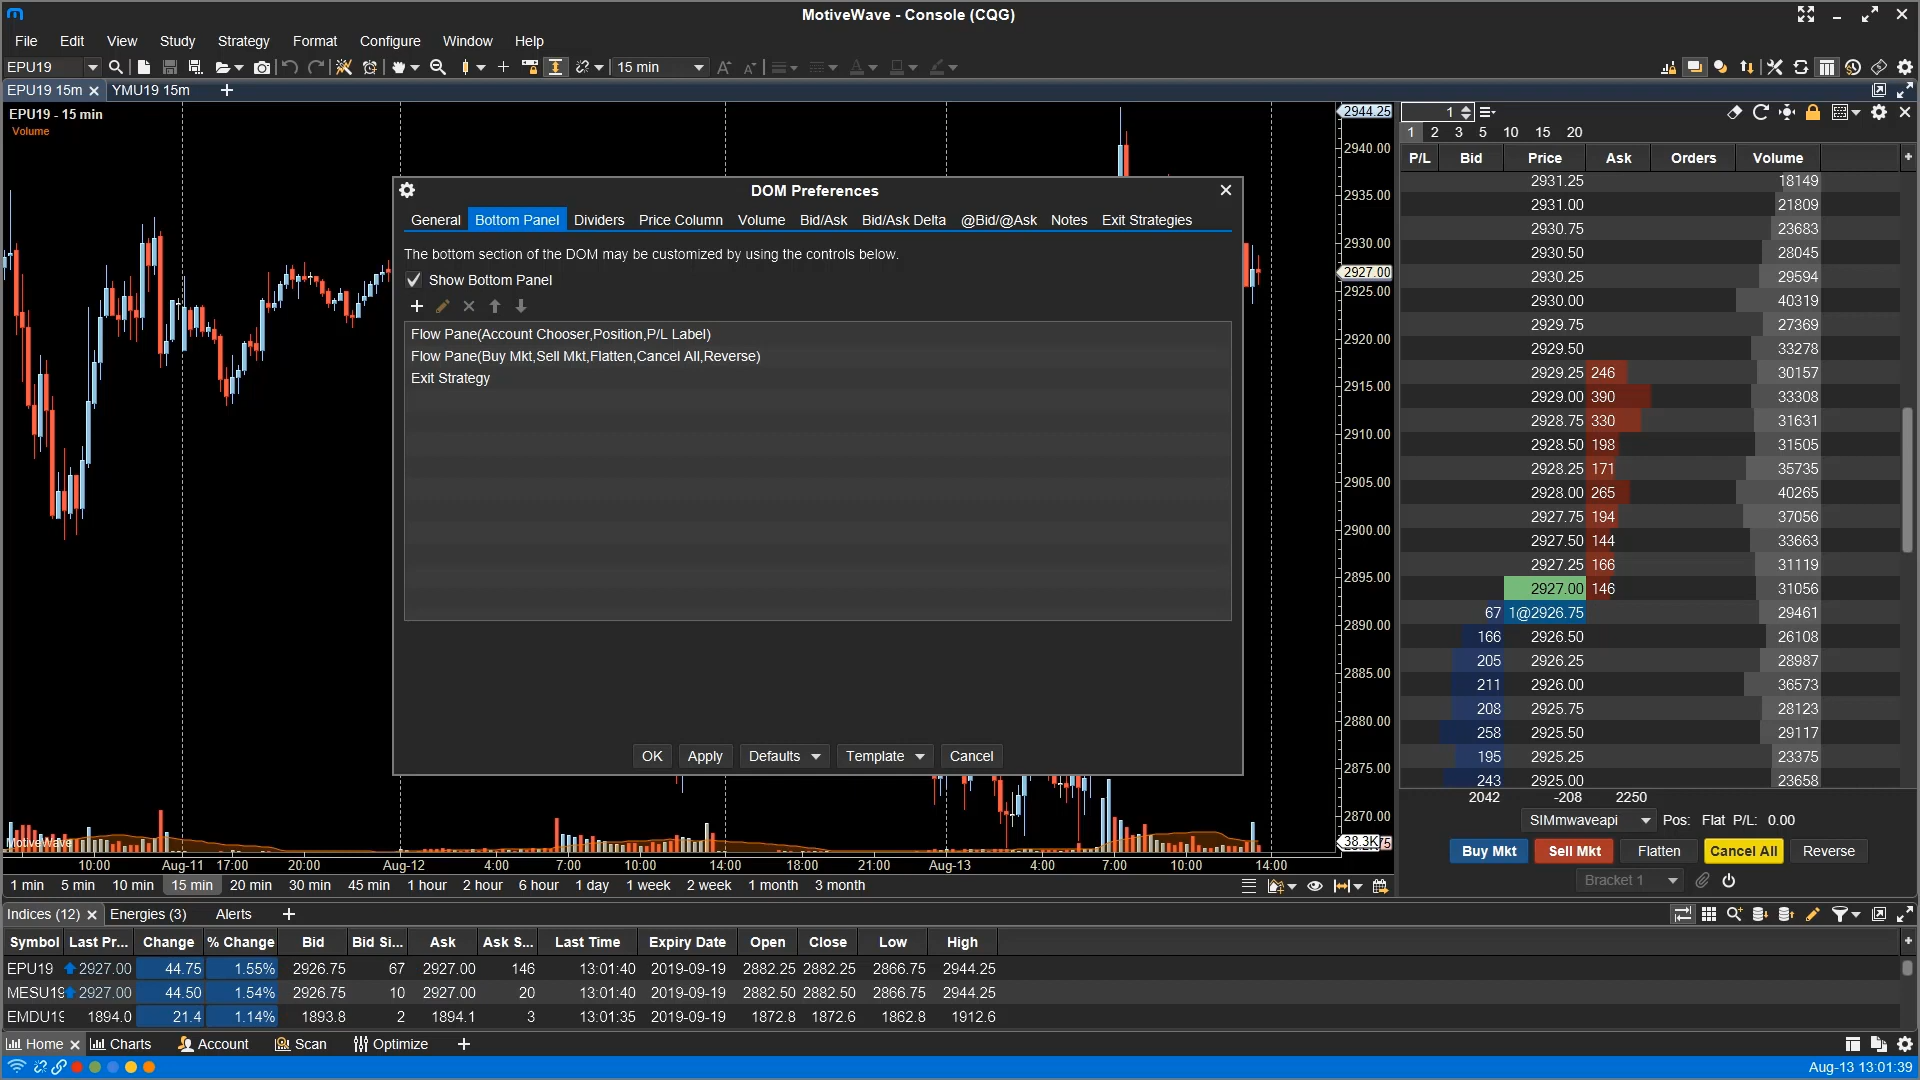 MotiveWave - Console (CQG)
File Edit View Study Strategy Format Configure Window Help
EPU19 15 min
EPU19 15m YMU19 15m
EPU19 - 15 min
Volume
2944.25
2940.00
2935.00
2930.00
2927.00
2925.00
2920.00
2915.00
2910.00
2905.00
2900.00
2895.00
2890.00
2885.00
2880.00
2875.00
2870.00
38.3K
MotiveWave
10:00 Aug-11 17:00 20:00 Aug-12 4:00 7:00 10:00 14:00 18:00 21:00 Aug-13 4:00 7:00 10:00 14:00
1 min 5 min 10 min 15 min 20 min 30 min 45 min 1 hour 2 hour 6 hour 1 day 1 week 2 week 1 month 3 month
DOM Preferences
General Bottom Panel Dividers Price Column Volume Bid/Ask Bid/Ask Delta @Bid/@Ask Notes Exit Strategies
The bottom section of the DOM may be customized by using the controls below.
Show Bottom Panel
Flow Pane(Account Chooser,Position,P/L Label)
Flow Pane(Buy Mkt,Sell Mkt,Flatten,Cancel All,Reverse)
Exit Strategy
OK Apply Defaults Template Cancel
1
1 2 3 5 10 15 20
P/L Bid Price Ask Orders Volume
2931.25 18149
2931.00 21809
2930.75 23683
2930.50 28045
2930.25 29594
2930.00 40319
2929.75 27369
2929.50 33278
2929.25 246 30157
2929.00 390 33308
2928.75 330 31631
2928.50 198 31505
2928.25 171 35735
2928.00 265 40265
2927.75 194 37056
2927.50 144 33663
2927.25 166 31119
2927.00 146 31056
67 1@2926.75 29461
166 2926.50 26108
205 2926.25 28987
211 2926.00 36573
208 2925.75 28123
258 2925.50 29117
195 2925.25 23375
243 2925.00 23658
2042 -208 2250
SIMmwaveapi Pos: Flat P/L: 0.00
Buy Mkt Sell Mkt Flatten Cancel All Reverse
Bracket 1
Indices (12) Energies (3) Alerts
Symbol Last Pr... Change % Change Bid Bid Si... Ask Ask S... Last Time Expiry Date Open Close Low High
EPU19 2927.00 44.75 1.55% 2926.75 67 2927.00 146 13:01:40 2019-09-19 2882.25 2882.25 2866.75 2944.25
MESU19 2927.00 44.50 1.54% 2926.75 10 2927.00 20 13:01:40 2019-09-19 2882.50 2882.50 2866.75 2944.25
EMDU19 1894.0 21.4 1.14% 1893.8 2 1894.1 3 13:01:35 2019-09-19 1872.8 1872.6 1862.8 1912.6
Home Charts Account Scan Optimize
Aug-13 13:01:39